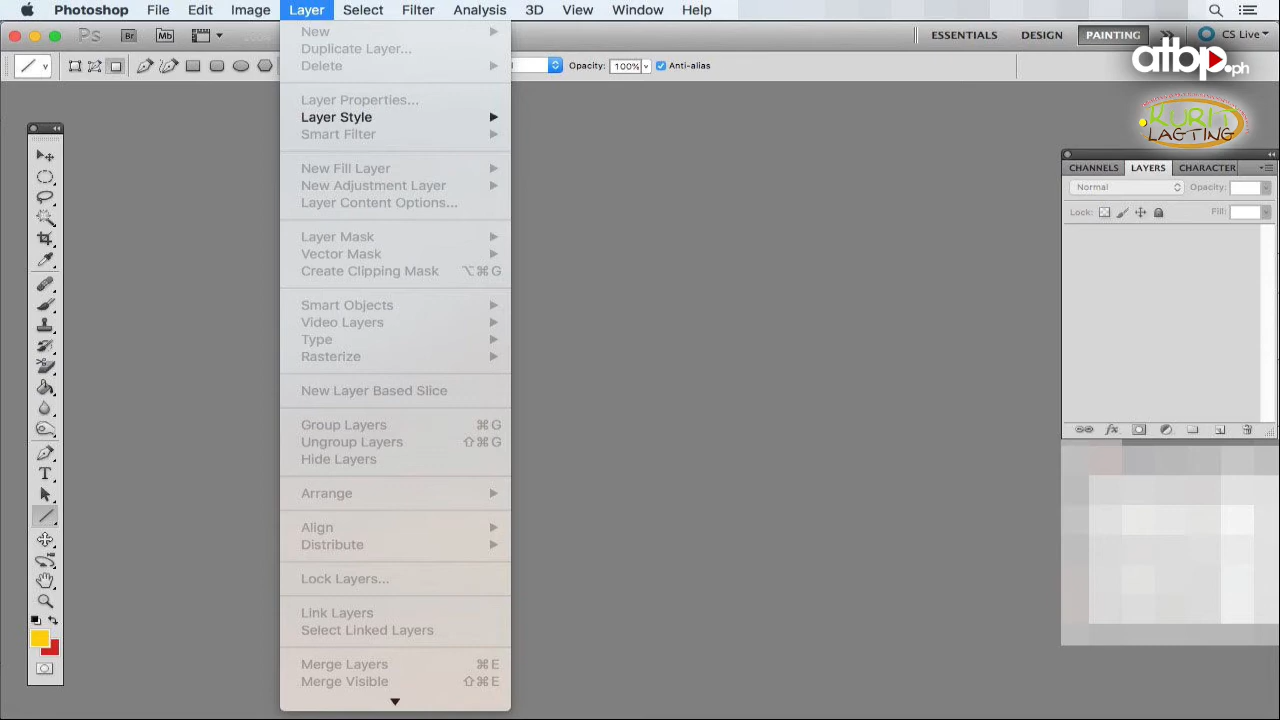 Photoshop File Edit Image Layer Select Filter Analysis 3D View Window Help
Ps Br Mb ESSENTIALS DESIGN PAINTING CS Live
Opacity: 100% Anti-alias
atbp.ph
KURIT
LAGTING
New
Duplicate Layer...
Delete
Layer Properties...
Layer Style
Smart Filter
New Fill Layer
New Adjustment Layer
Layer Content Options...
Layer Mask
Vector Mask
Create Clipping Mask ⌥⌘G
Smart Objects
Video Layers
Type
Rasterize
New Layer Based Slice
Group Layers ⌘G
Ungroup Layers ⇧⌘G
Hide Layers
Arrange
Align
Distribute
Lock Layers...
Link Layers
Select Linked Layers
Merge Layers ⌘E
Merge Visible ⇧⌘E
CHANNELS LAYERS CHARACTER
Normal Opacity:
Lock: Fill: